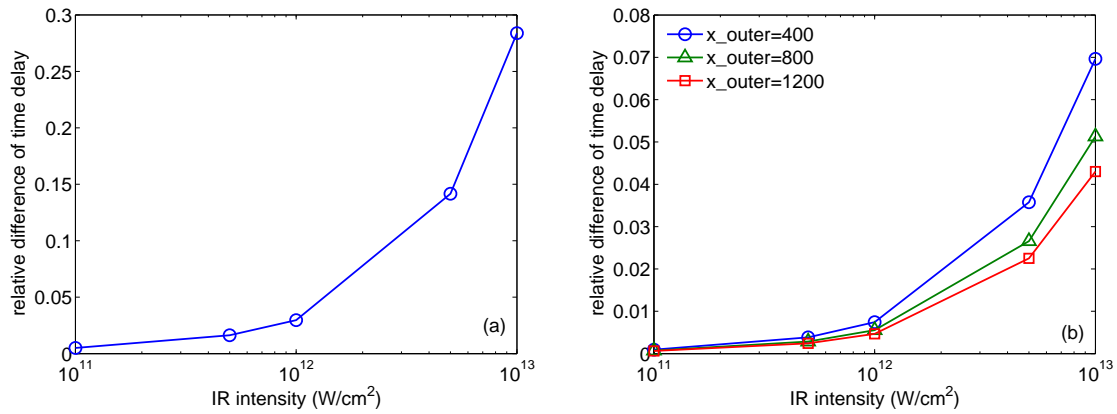 0.3
0.25
0.2
0.15
0.1
0.05
0
relative difference of time delay
(a)
10^11
10^12
10^13
IR intensity (W/cm^2)
0.08
0.07
0.06
0.05
0.04
0.03
0.02
0.01
0
relative difference of time delay
x_outer=400
x_outer=800
x_outer=1200
(b)
10^11
10^12
10^13
IR intensity (W/cm^2)